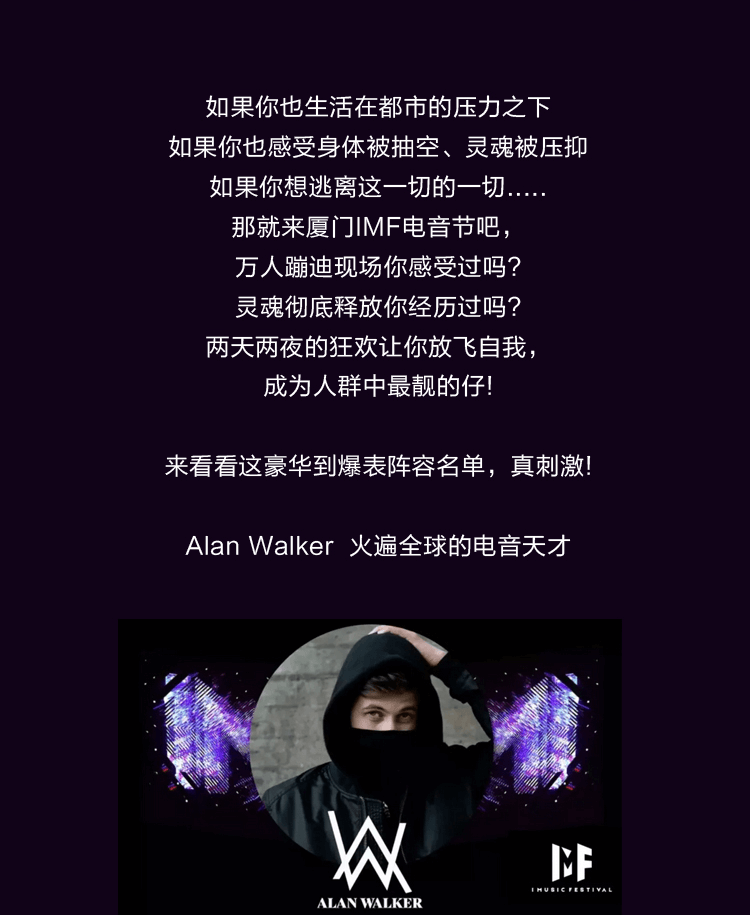 如果你也生活在都市的压力之下
如果你也感受身体被抽空、灵魂被压抑
如果你想逃离这一切的一切.....
那就来厦门IMF电音节吧，
万人蹦迪现场你感受过吗？
灵魂彻底释放你经历过吗？
两天两夜的狂欢让你放飞自我，
成为人群中最靓的仔！
来看看这豪华到爆表阵容名单，真刺激！
Alan Walker 火遍全球的电音天才
ALAN WALKER
IMF
I MUSIC FESTIVAL